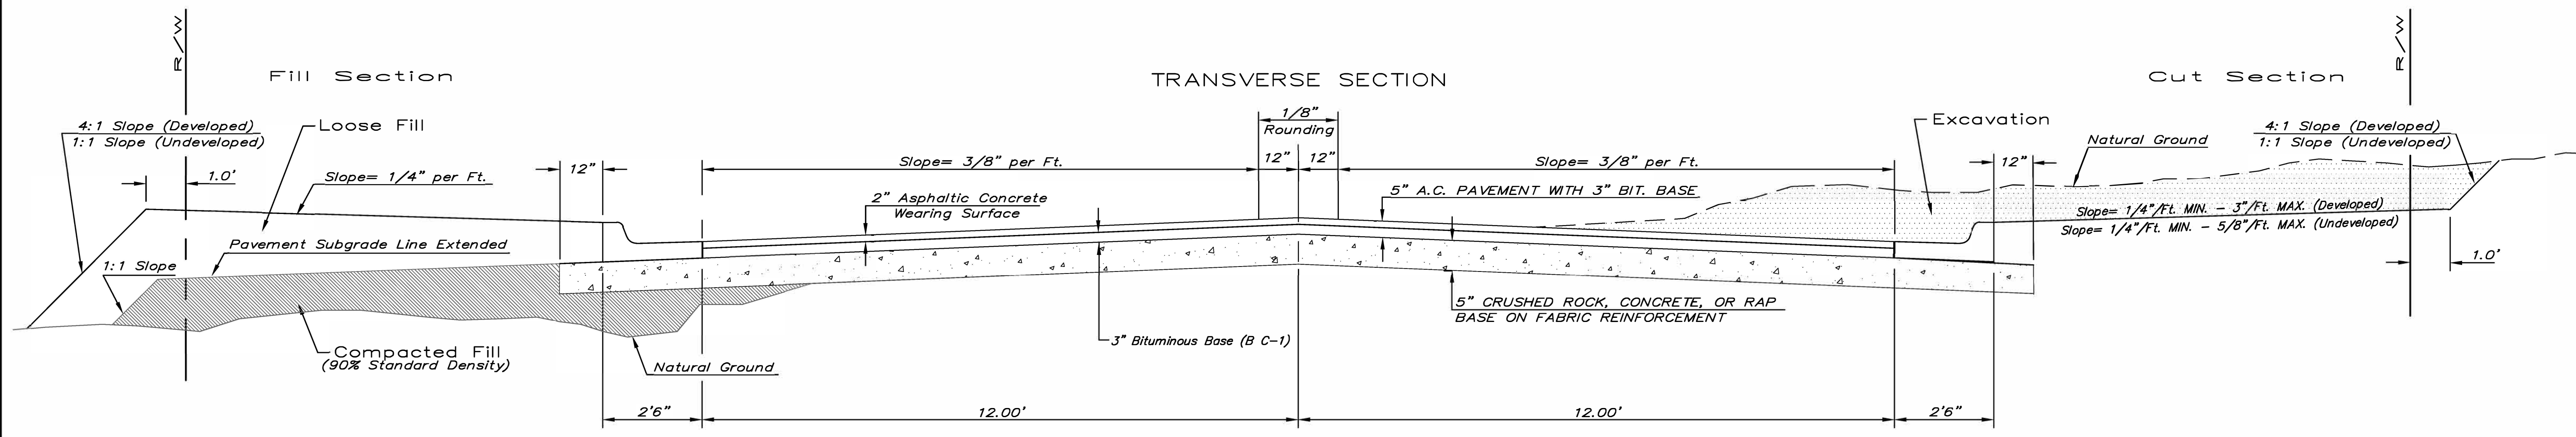 R/W
Fill Section
TRANSVERSE SECTION
Cut Section
R/W
4:1 Slope (Developed)
1:1 Slope (Undeveloped)
Loose Fill
1/8"
Rounding
Excavation
Natural Ground
4:1 Slope (Developed)
1:1 Slope (Undeveloped)
1.0'
Slope= 1/4" per Ft.
12"
Slope= 3/8" per Ft.
12"
12"
Slope= 3/8" per Ft.
12"
2" Asphaltic Concrete
Wearing Surface
5" A.C. PAVEMENT WITH 3" BIT. BASE
Slope= 1/4"/Ft. MIN. - 3"/Ft. MAX. (Developed)
Slope= 1/4"/Ft. MIN. - 5/8"/Ft. MAX. (Undeveloped)
Pavement Subgrade Line Extended
1:1 Slope
1.0'
5" CRUSHED ROCK, CONCRETE, OR RAP
BASE ON FABRIC REINFORCEMENT
3" Bituminous Base (B C-1)
Compacted Fill
(90% Standard Density)
Natural Ground
2'6"
12.00'
12.00'
2'6"